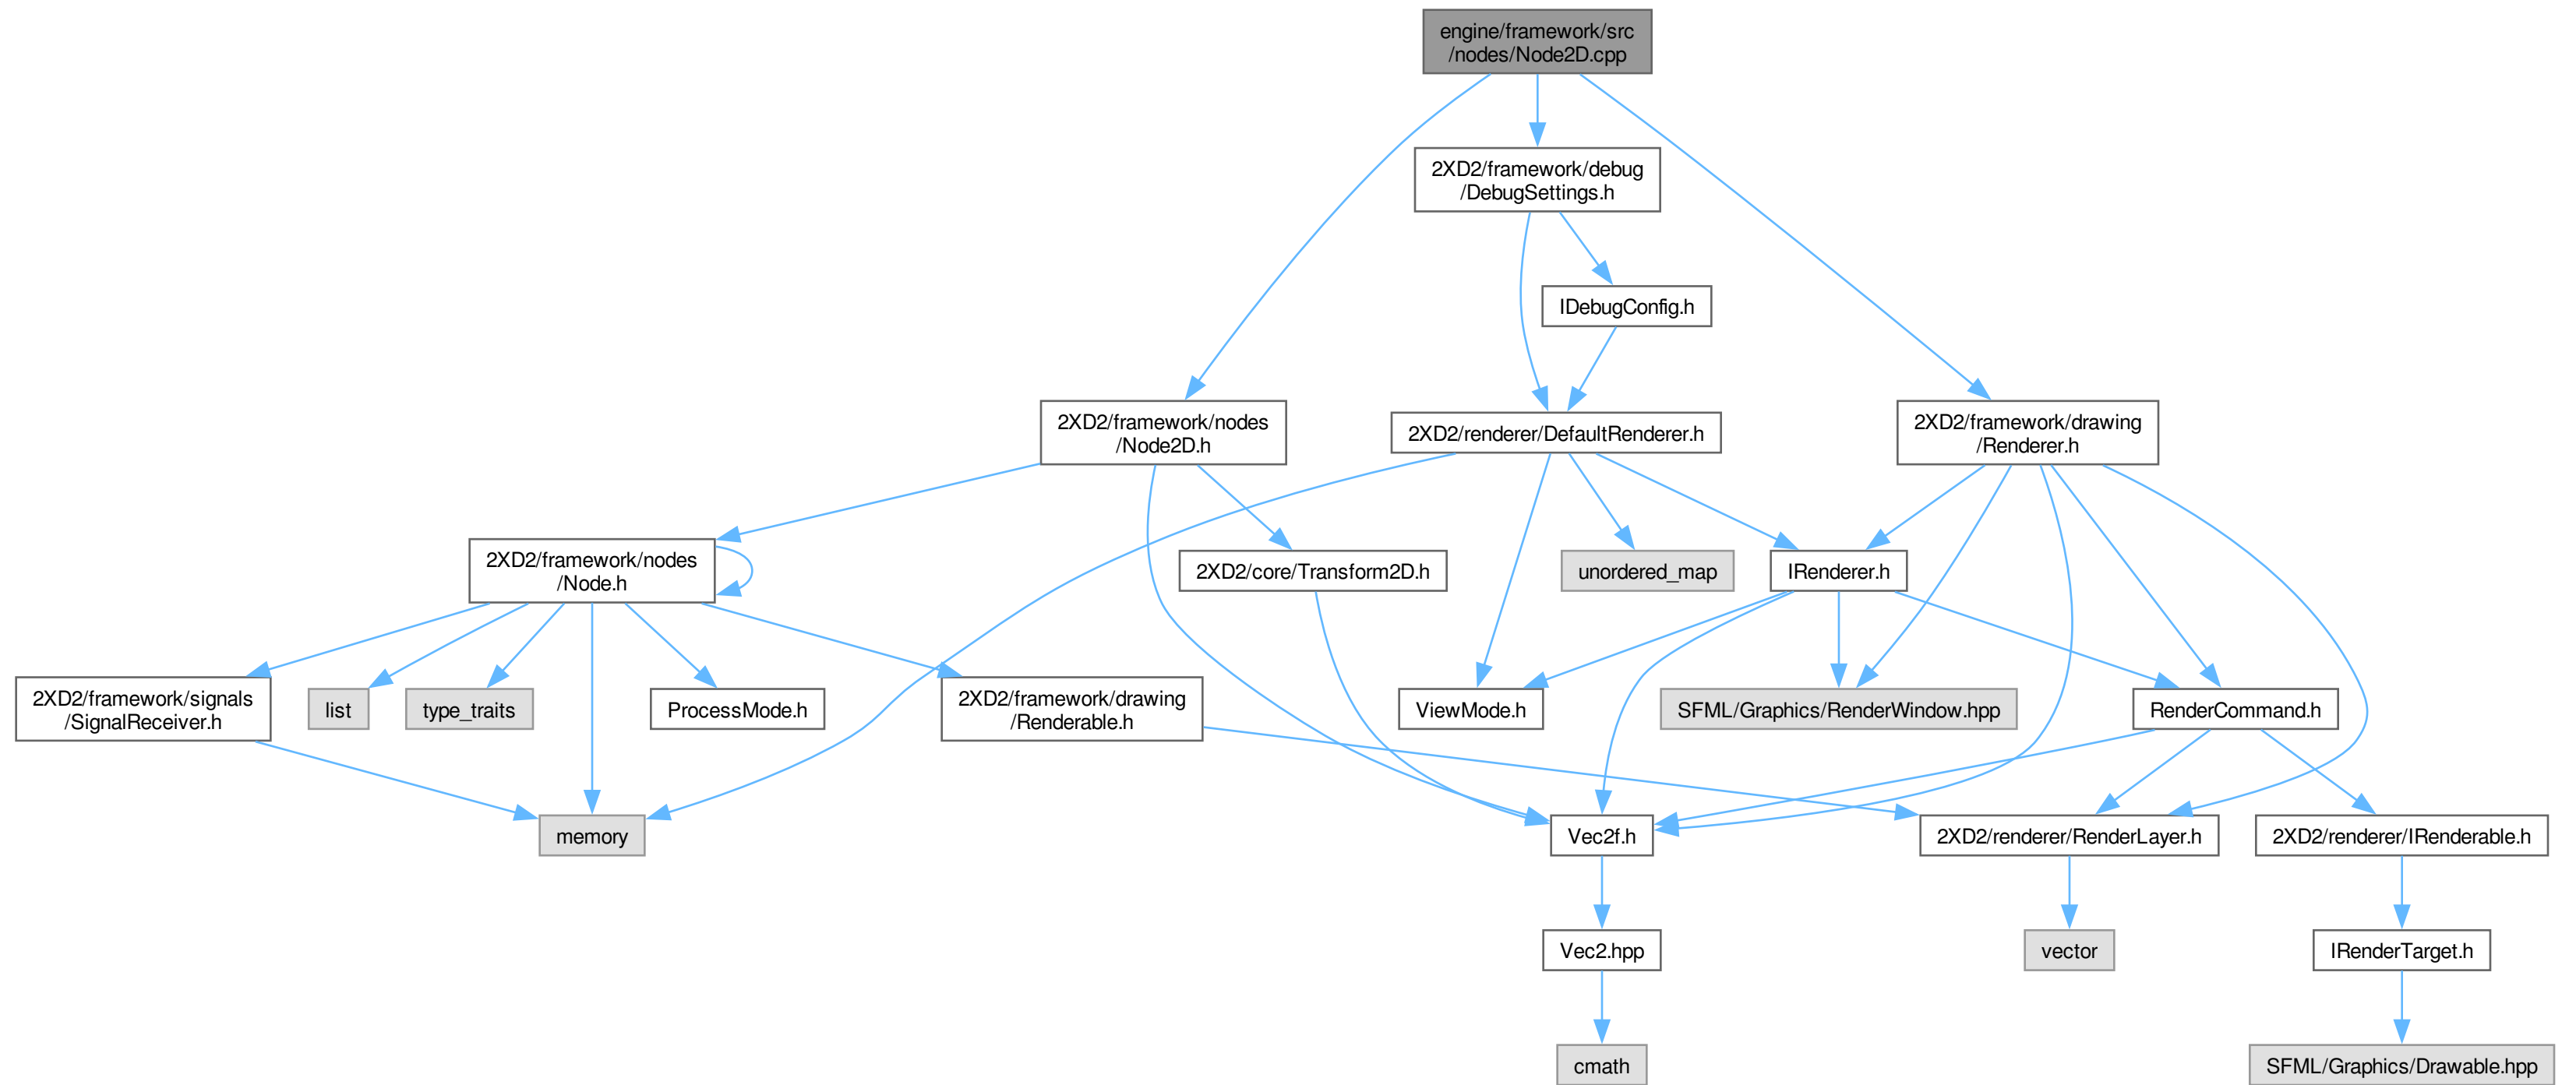 engine/framework/src
/nodes/Node2D.cpp
2XD2/framework/debug
/DebugSettings.h
IDebugConfig.h
2XD2/framework/nodes
/Node2D.h
2XD2/renderer/DefaultRenderer.h
2XD2/framework/drawing
/Renderer.h
2XD2/framework/nodes
/Node.h
2XD2/core/Transform2D.h
unordered_map
IRenderer.h
2XD2/framework/signals
/SignalReceiver.h
list
type_traits
ProcessMode.h
2XD2/framework/drawing
/Renderable.h
ViewMode.h
SFML/Graphics/RenderWindow.hpp
RenderCommand.h
memory
Vec2f.h
2XD2/renderer/RenderLayer.h
2XD2/renderer/IRenderable.h
Vec2.hpp
vector
IRenderTarget.h
cmath
SFML/Graphics/Drawable.hpp